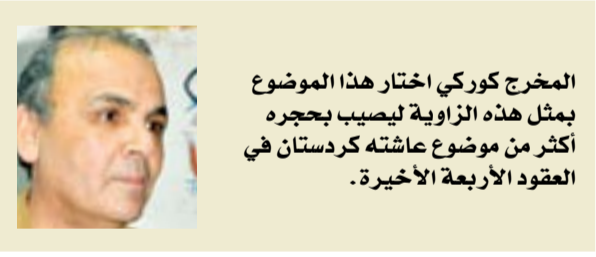 المخرج كوركي اختار هذا الموضوع
بمثل هذه الزاوية ليصيب بحجره
أكثر من موضوع عاشته كردستان في
العقود الأربعة الأخيرة.